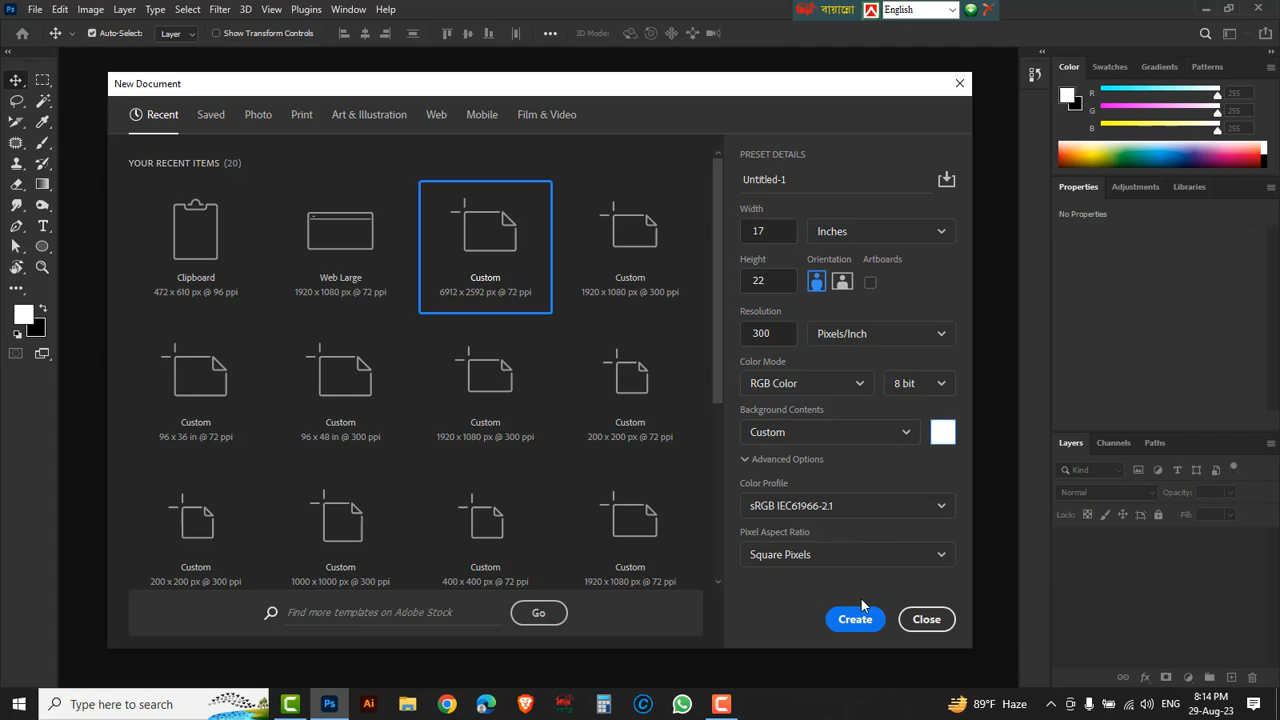 Ps File Edit Image Layer Type Select Filter 3D View Plugins Window Help
বায়ান্নো English
Auto-Select: Layer Show Transform Controls 3D Mode:
New Document
Recent Saved Photo Print Art & Illustration Web Mobile Film & Video
YOUR RECENT ITEMS (20)
Clipboard
472 x 610 px @ 96 ppi
Web Large
1920 x 1080 px @ 72 ppi
Custom
6912 x 2592 px @ 72 ppi
Custom
1920 x 1080 px @ 300 ppi
Custom
96 x 36 in @ 72 ppi
Custom
96 x 48 in @ 300 ppi
Custom
1920 x 1080 px @ 300 ppi
Custom
200 x 200 px @ 72 ppi
Custom
200 x 200 px @ 300 ppi
Custom
1000 x 1000 px @ 300 ppi
Custom
400 x 400 px @ 72 ppi
Custom
1920 x 1080 px @ 72 ppi
Find more templates on Adobe Stock Go
PRESET DETAILS
Untitled-1
Width
17 Inches
Height Orientation Artboards
22
Resolution
300 Pixels/Inch
Color Mode
RGB Color 8 bit
Background Contents
Custom
Advanced Options
Color Profile
sRGB IEC61966-2.1
Pixel Aspect Ratio
Square Pixels
Create Close
Color Swatches Gradients Patterns
R 255
G 255
B 255
Properties Adjustments Libraries
No Properties
Layers Channels Paths
Kind
Normal Opacity:
Lock: Fill:
Type here to search
Ps Ai
89°F Haze ENG
8:14 PM
29-Aug-23